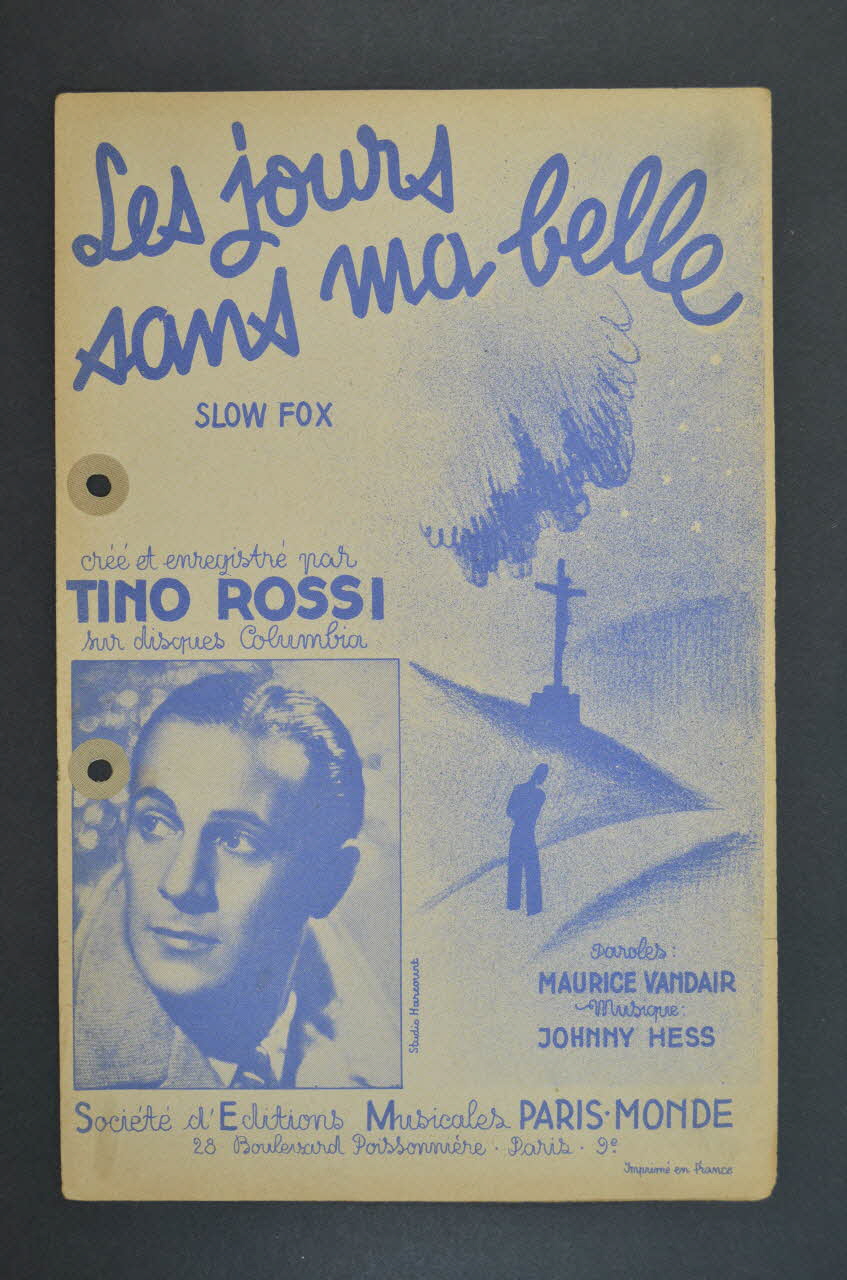 Les jours
sans ma belle
SLOW FOX
créé et enregistré par
TINO ROSSI
sur disques Columbia
Studio Harcourt
Paroles:
MAURICE VANDAIR
Musique:
JOHNNY HESS
Société d'Editions Musicales PARIS·MONDE
28 Boulevard Poissonnière · Paris · 9e
Imprimé en France